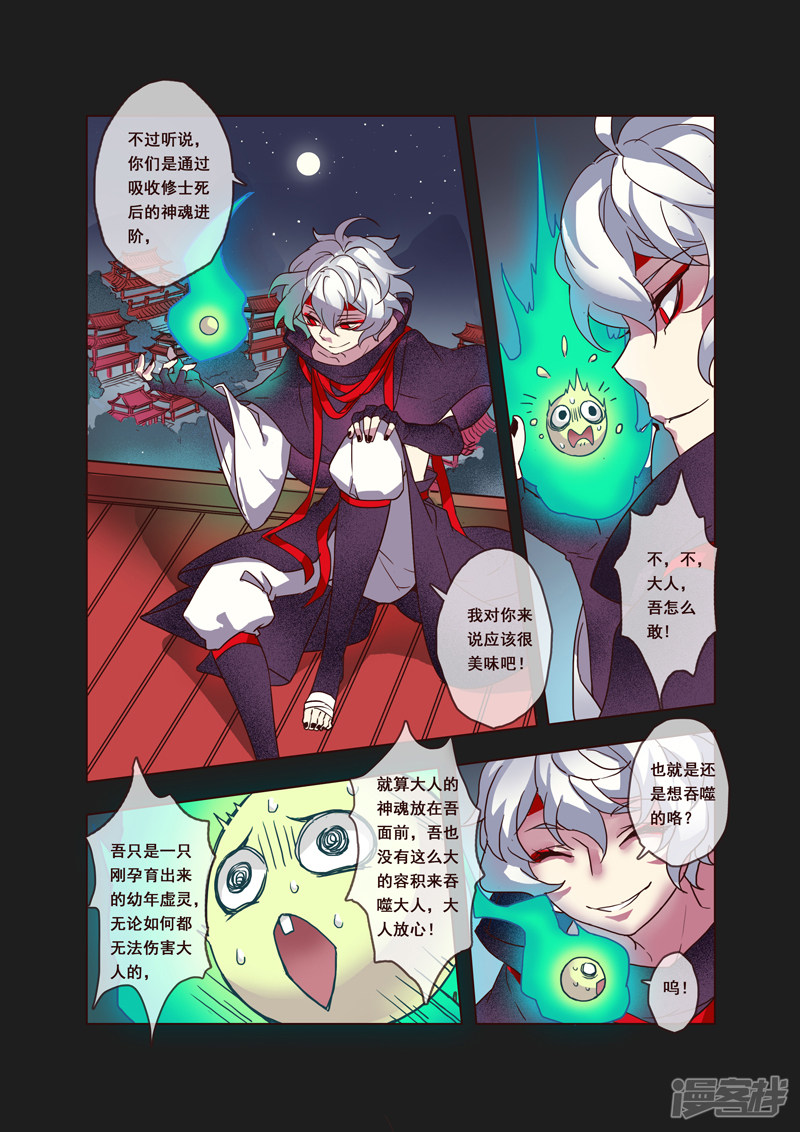 不过听说，
你们是通过
吸收修士死
后的神魂进
阶，
我对你来
说应该很
美味吧！
不，不，
大人，
吾怎么
敢！
吾只是一只
刚孕育出来
的幼年虚灵，
无论如何都
无法伤害大
人的，
就算大人的
神魂放在吾
面前，吾也
没有这么大
的容积来吞
噬大人，大
人放心！
也就是还
是想吞噬
的咯？
呜！
漫客栈